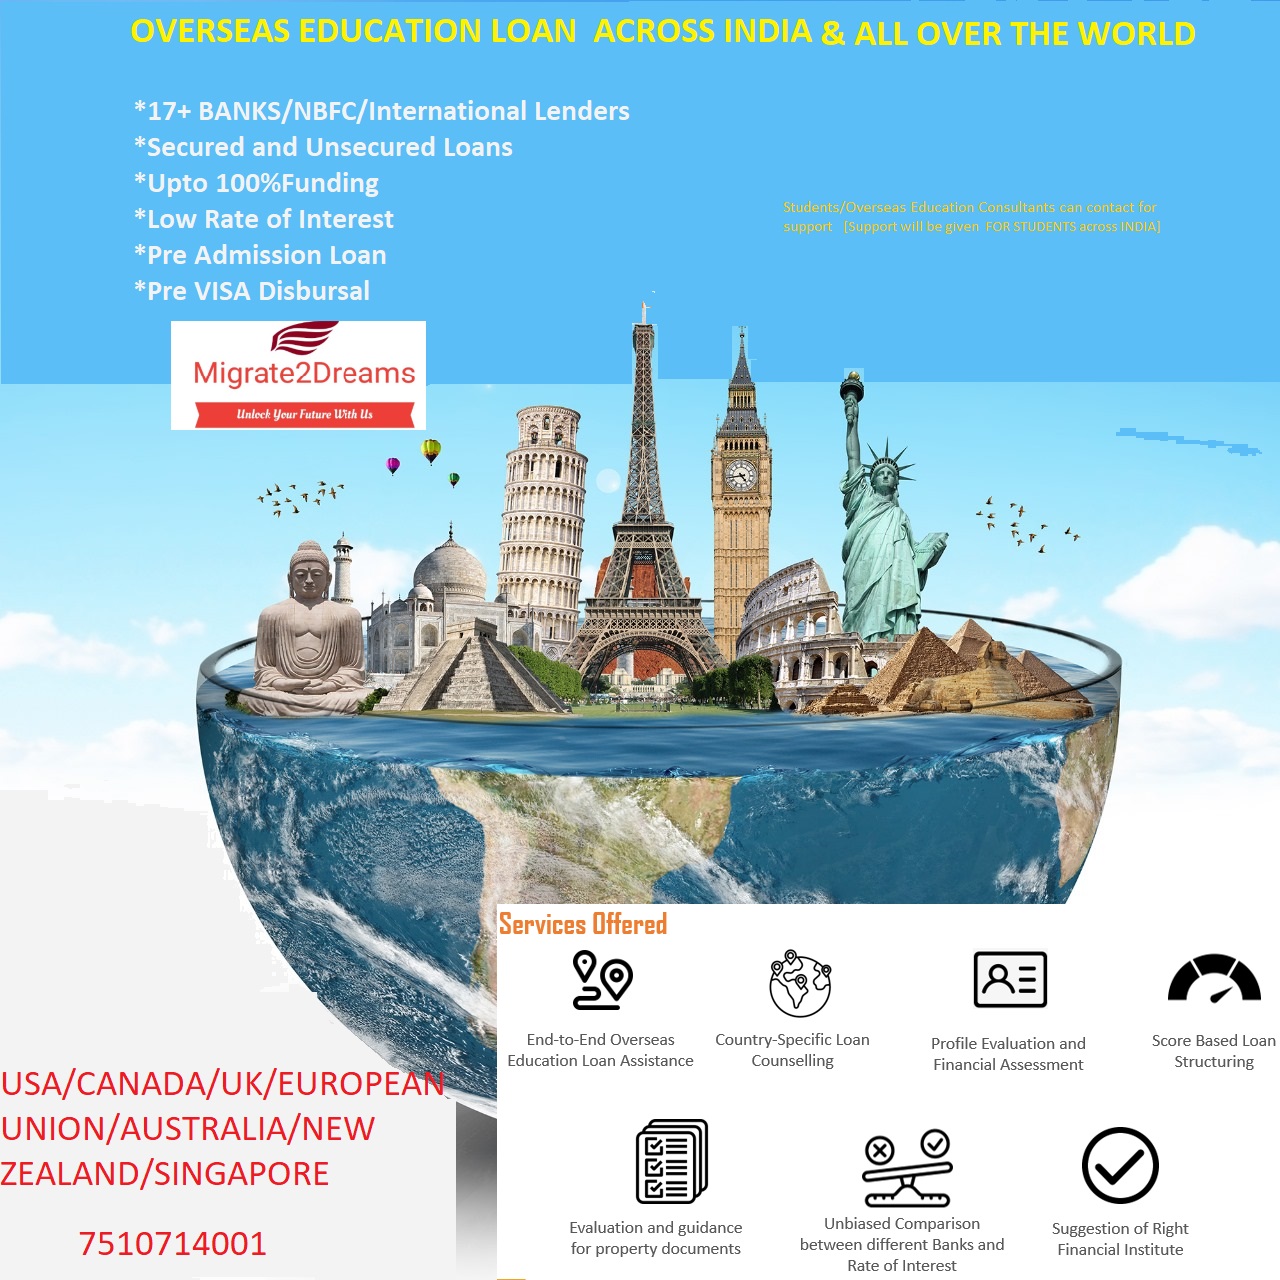 OVERSEAS EDUCATION LOAN  ACROSS INDIA & ALL OVER THE WORLD
*17+ BANKS/NBFC/International Lenders
*Secured and Unsecured Loans
*Upto 100%Funding
*Low Rate of Interest
*Pre Admission Loan
*Pre VISA Disbursal
Students/Overseas Education Consultants can contact for
support   [Support will be given  FOR STUDENTS across INDIA]
Migrate2Dreams
Unlock Your Future With Us
Services Offered
End-to-End Overseas
Education Loan Assistance
Country-Specific Loan
Counselling
Profile Evaluation and
Financial Assessment
Score Based Loan
Structuring
Evaluation and guidance
for property documents
Unbiased Comparison
between different Banks and
Rate of Interest
Suggestion of Right
Financial Institute
USA/CANADA/UK/EUROPEAN
UNION/AUSTRALIA/NEW
ZEALAND/SINGAPORE
7510714001